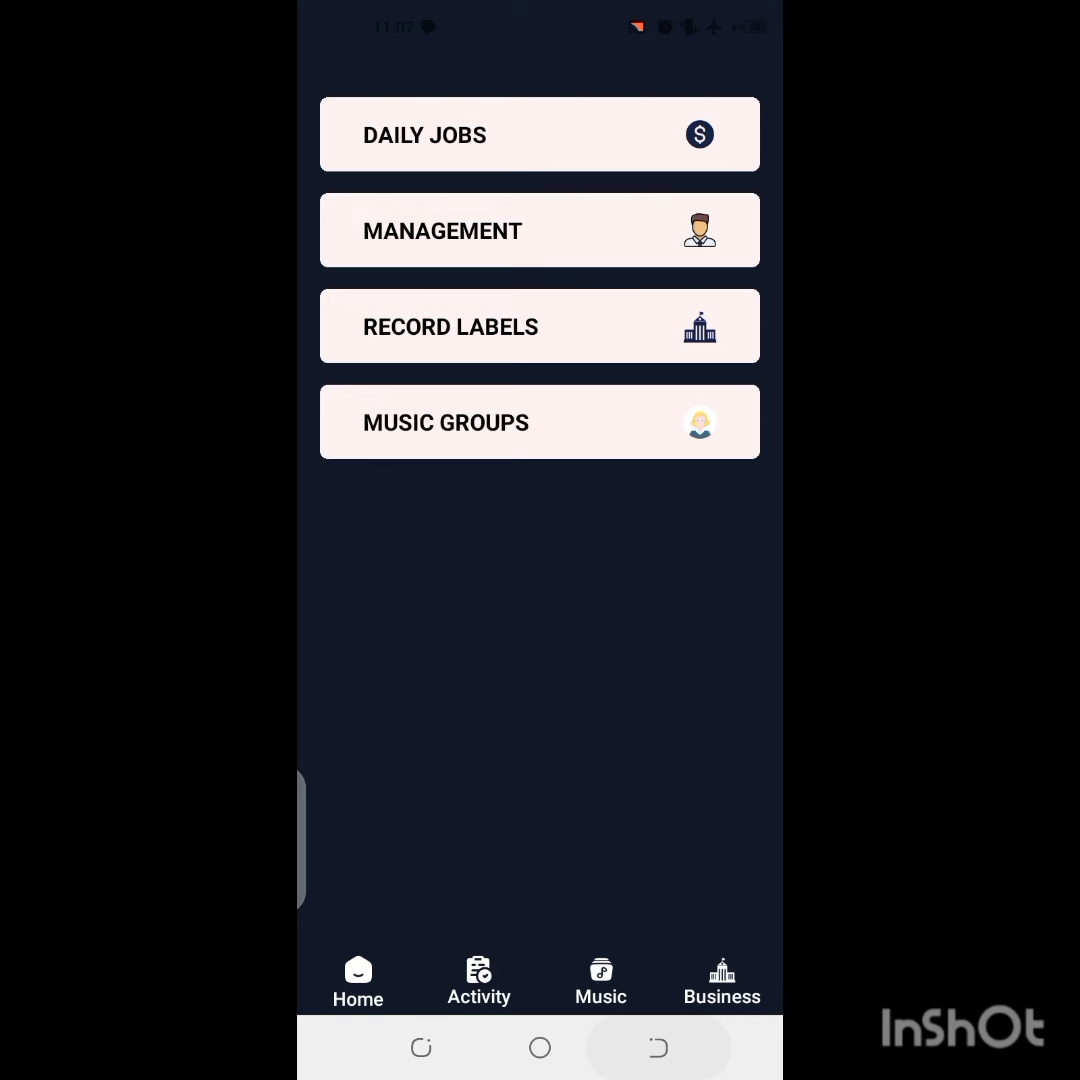 11:07
DAILY JOBS
MANAGEMENT
RECORD LABELS
MUSIC GROUPS
Home
Activity
Music
Business
InShOt